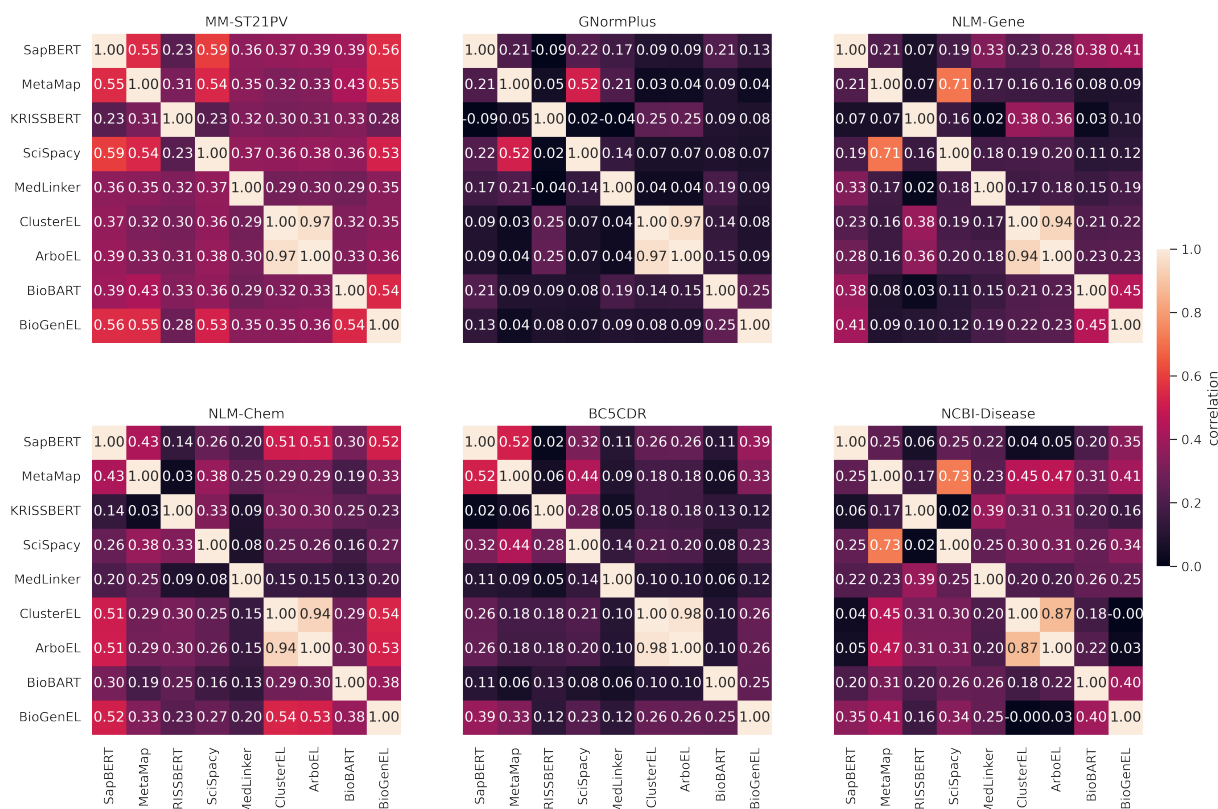 MM-ST21PV GNormPlus NLM-Gene
SapBERT 1.00 0.55 0.23 0.59 0.36 0.37 0.39 0.39 0.56 1.00 0.21 -0.09 0.22 0.17 0.09 0.09 0.21 0.13 1.00 0.21 0.07 0.19 0.33 0.23 0.28 0.38 0.41
MetaMap 0.55 1.00 0.31 0.54 0.35 0.32 0.33 0.43 0.55 0.21 1.00 0.05 0.52 0.21 0.03 0.04 0.09 0.04 0.21 1.00 0.07 0.71 0.17 0.16 0.16 0.08 0.09
KRISSBERT 0.23 0.31 1.00 0.23 0.32 0.30 0.31 0.33 0.28 -0.09 0.05 1.00 0.02 -0.04 0.25 0.25 0.09 0.08 0.07 0.07 1.00 0.16 0.02 0.38 0.36 0.03 0.10
SciSpacy 0.59 0.54 0.23 1.00 0.37 0.36 0.38 0.36 0.53 0.22 0.52 0.02 1.00 0.14 0.07 0.07 0.08 0.07 0.19 0.71 0.16 1.00 0.18 0.19 0.20 0.11 0.12
MedLinker 0.36 0.35 0.32 0.37 1.00 0.29 0.30 0.29 0.35 0.17 0.21 -0.04 0.14 1.00 0.04 0.04 0.19 0.09 0.33 0.17 0.02 0.18 1.00 0.17 0.18 0.15 0.19
ClusterEL 0.37 0.32 0.30 0.36 0.29 1.00 0.97 0.32 0.35 0.09 0.03 0.25 0.07 0.04 1.00 0.97 0.14 0.08 0.23 0.16 0.38 0.19 0.17 1.00 0.94 0.21 0.22
ArboEL 0.39 0.33 0.31 0.38 0.30 0.97 1.00 0.33 0.36 0.09 0.04 0.25 0.07 0.04 0.97 1.00 0.15 0.09 0.28 0.16 0.36 0.20 0.18 0.94 1.00 0.23 0.23
BioBART 0.39 0.43 0.33 0.36 0.29 0.32 0.33 1.00 0.54 0.21 0.09 0.09 0.08 0.19 0.14 0.15 1.00 0.25 0.38 0.08 0.03 0.11 0.15 0.21 0.23 1.00 0.45
BioGenEL 0.56 0.55 0.28 0.53 0.35 0.35 0.36 0.54 1.00 0.13 0.04 0.08 0.07 0.09 0.08 0.09 0.25 1.00 0.41 0.09 0.10 0.12 0.19 0.22 0.23 0.45 1.00
NLM-Chem BC5CDR NCBI-Disease
SapBERT 1.00 0.43 0.14 0.26 0.20 0.51 0.51 0.30 0.52 1.00 0.52 0.02 0.32 0.11 0.26 0.26 0.11 0.39 1.00 0.25 0.06 0.25 0.22 0.04 0.05 0.20 0.35
MetaMap 0.43 1.00 0.03 0.38 0.25 0.29 0.29 0.19 0.33 0.52 1.00 0.06 0.44 0.09 0.18 0.18 0.06 0.33 0.25 1.00 0.17 0.73 0.23 0.45 0.47 0.31 0.41
KRISSBERT 0.14 0.03 1.00 0.33 0.09 0.30 0.30 0.25 0.23 0.02 0.06 1.00 0.28 0.05 0.18 0.18 0.13 0.12 0.06 0.17 1.00 0.02 0.39 0.31 0.31 0.20 0.16
SciSpacy 0.26 0.38 0.33 1.00 0.08 0.25 0.26 0.16 0.27 0.32 0.44 0.28 1.00 0.14 0.21 0.20 0.08 0.23 0.25 0.73 0.02 1.00 0.25 0.30 0.31 0.26 0.34
MedLinker 0.20 0.25 0.09 0.08 1.00 0.15 0.15 0.13 0.20 0.11 0.09 0.05 0.14 1.00 0.10 0.10 0.06 0.12 0.22 0.23 0.39 0.25 1.00 0.20 0.20 0.26 0.25
ClusterEL 0.51 0.29 0.30 0.25 0.15 1.00 0.94 0.29 0.54 0.26 0.18 0.18 0.21 0.10 1.00 0.98 0.10 0.26 0.04 0.45 0.31 0.30 0.20 1.00 0.87 0.18 -0.00
ArboEL 0.51 0.29 0.30 0.26 0.15 0.94 1.00 0.30 0.53 0.26 0.18 0.18 0.20 0.10 0.98 1.00 0.10 0.26 0.05 0.47 0.31 0.31 0.20 0.87 1.00 0.22 0.03
BioBART 0.30 0.19 0.25 0.16 0.13 0.29 0.30 1.00 0.38 0.11 0.06 0.13 0.08 0.06 0.10 0.10 1.00 0.25 0.20 0.31 0.20 0.26 0.26 0.18 0.22 1.00 0.40
BioGenEL 0.52 0.33 0.23 0.27 0.20 0.54 0.53 0.38 1.00 0.39 0.33 0.12 0.23 0.12 0.26 0.26 0.25 1.00 0.35 0.41 0.16 0.34 0.25 -0.00 0.03 0.40 1.00
SapBERT MetaMap RISSBERT SciSpacy MedLinker ClusterEL ArboEL BioBART BioGenEL SapBERT MetaMap RISSBERT SciSpacy MedLinker ClusterEL ArboEL BioBART BioGenEL SapBERT MetaMap RISSBERT SciSpacy MedLinker ClusterEL ArboEL BioBART BioGenEL
1.0
0.8
0.6
0.4
0.2
0.0
correlation